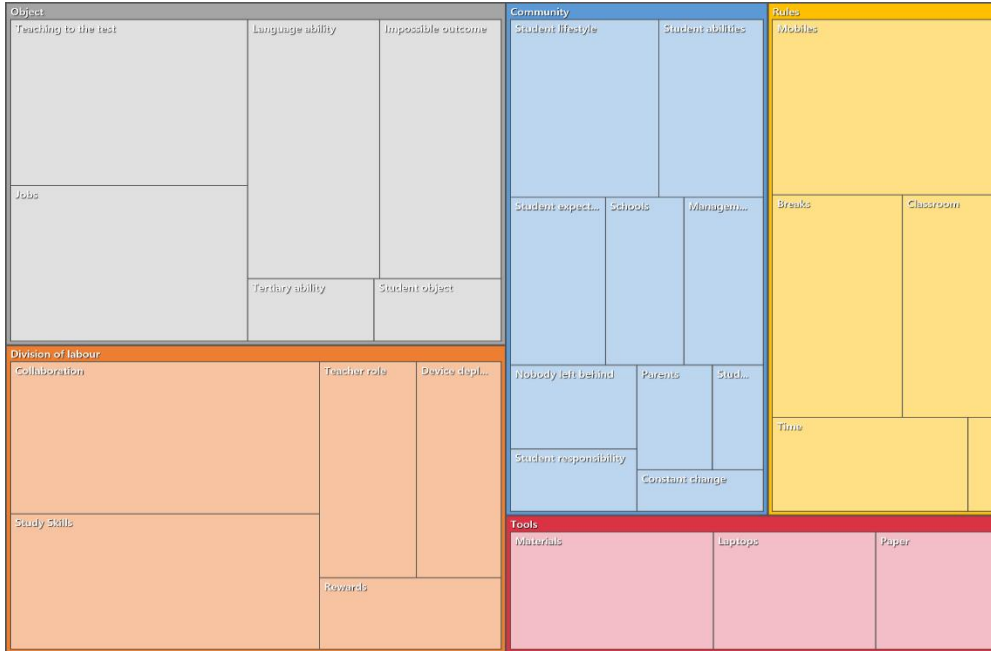 Object
Teaching to the test
Language ability
Impossible outcome
Jobs
Tertiary ability
Student object
Division of labour
Collaboration
Teacher role
Device depl...
Study Skills
Rewards
Community
Student lifestyle
Student abilities
Student expect...
Schools
Managem...
Nobody left behind
Parents
Stud...
Student responsibility
Constant change
Rules
Mobiles
Breaks
Classroom
Time
Tools
Materials
Laptops
Paper